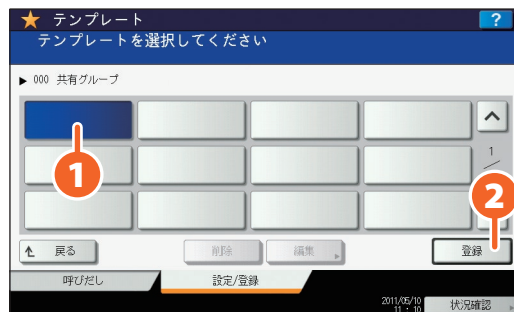 テンプレート
?
テンプレートを選択してください
▶ 000 共有グループ
1
1
2
戻る
削除
編集
登録
呼びだし
設定/登録
2011/05/10
11 : 10
状況確認